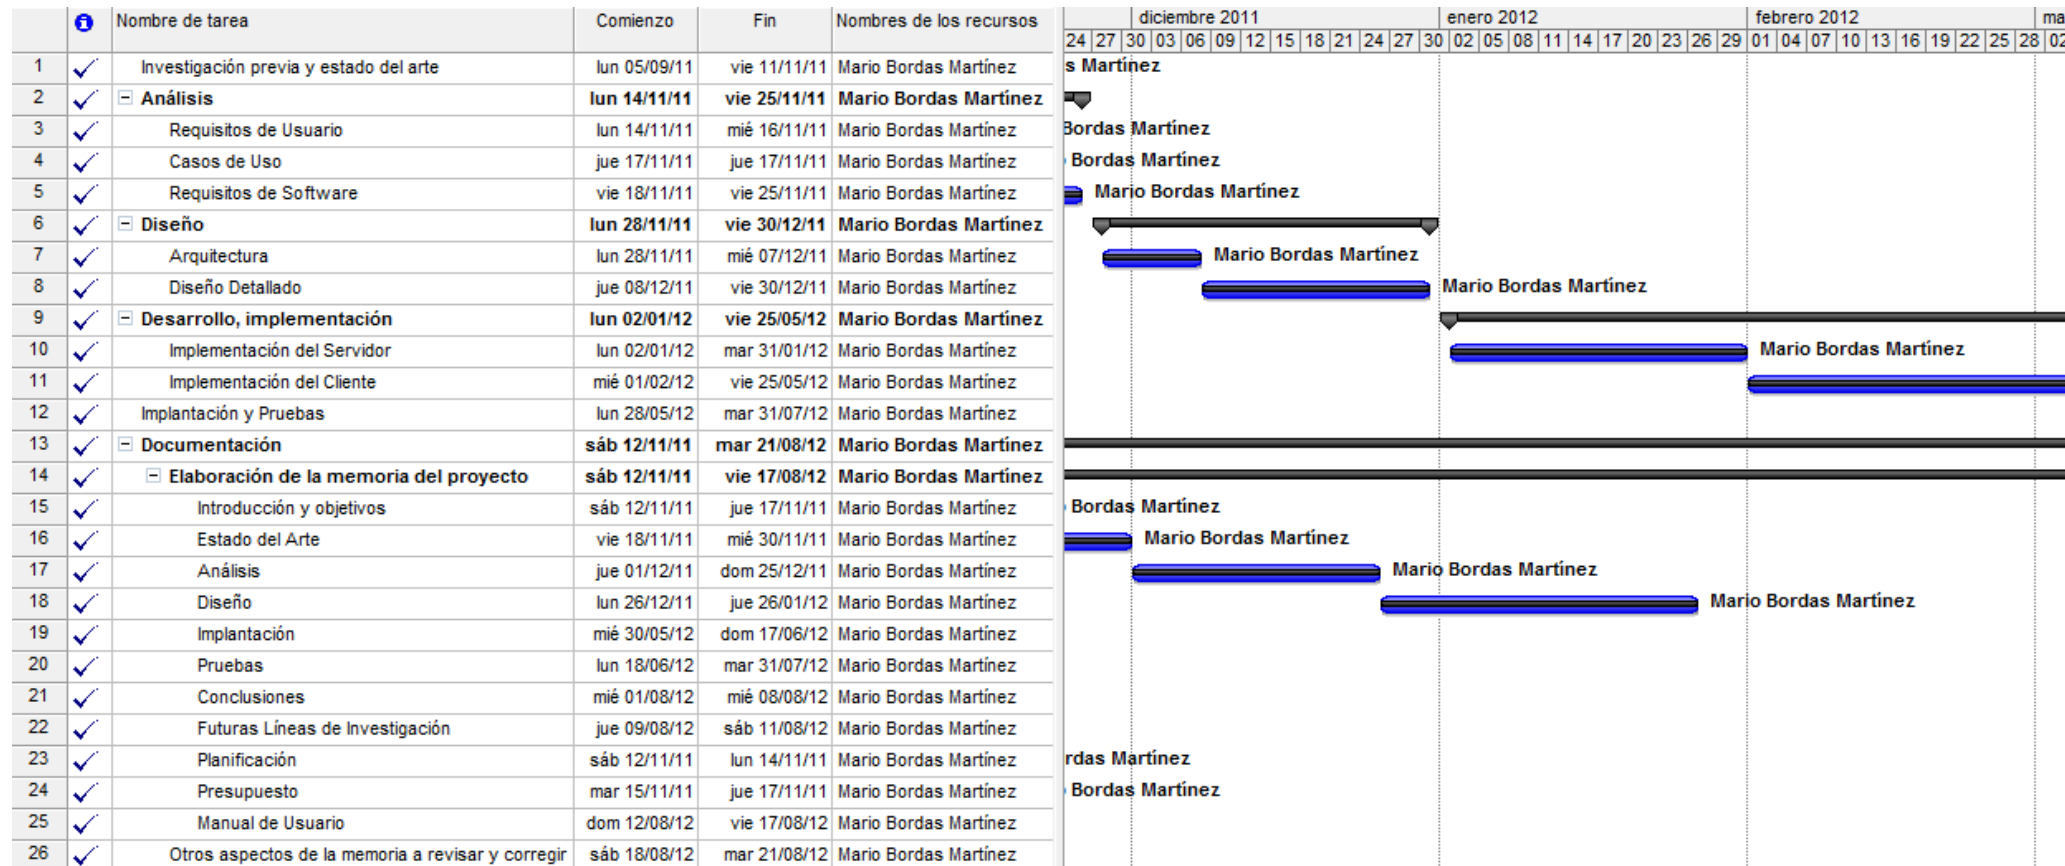 Nombre de tarea Comienzo Fin Nombres de los recursos diciembre 2011 enero 2012 febrero 2012 ma
24 27 30 03 06 09 12 15 18 21 24 27 30 02 05 08 11 14 17 20 23 26 29 01 04 07 10 13 16 19 22 25 28 02
1 Investigación previa y estado del arte lun 05/09/11 vie 11/11/11 Mario Bordas Martínez s Martínez
2 Análisis lun 14/11/11 vie 25/11/11 Mario Bordas Martínez
3 Requisitos de Usuario lun 14/11/11 mié 16/11/11 Mario Bordas Martínez Bordas Martínez
4 Casos de Uso jue 17/11/11 jue 17/11/11 Mario Bordas Martínez Bordas Martínez
5 Requisitos de Software vie 18/11/11 vie 25/11/11 Mario Bordas Martínez Mario Bordas Martínez
6 Diseño lun 28/11/11 vie 30/12/11 Mario Bordas Martínez
7 Arquitectura lun 28/11/11 mié 07/12/11 Mario Bordas Martínez Mario Bordas Martínez
8 Diseño Detallado jue 08/12/11 vie 30/12/11 Mario Bordas Martínez Mario Bordas Martínez
9 Desarrollo, implementación lun 02/01/12 vie 25/05/12 Mario Bordas Martínez
10 Implementación del Servidor lun 02/01/12 mar 31/01/12 Mario Bordas Martínez Mario Bordas Martínez
11 Implementación del Cliente mié 01/02/12 vie 25/05/12 Mario Bordas Martínez
12 Implantación y Pruebas lun 28/05/12 mar 31/07/12 Mario Bordas Martínez
13 Documentación sáb 12/11/11 mar 21/08/12 Mario Bordas Martínez
14 Elaboración de la memoria del proyecto sáb 12/11/11 vie 17/08/12 Mario Bordas Martínez
15 Introducción y objetivos sáb 12/11/11 jue 17/11/11 Mario Bordas Martínez Bordas Martínez
16 Estado del Arte vie 18/11/11 mié 30/11/11 Mario Bordas Martínez Mario Bordas Martínez
17 Análisis jue 01/12/11 dom 25/12/11 Mario Bordas Martínez Mario Bordas Martínez
18 Diseño lun 26/12/11 jue 26/01/12 Mario Bordas Martínez Mario Bordas Martínez
19 Implantación mié 30/05/12 dom 17/06/12 Mario Bordas Martínez
20 Pruebas lun 18/06/12 mar 31/07/12 Mario Bordas Martínez
21 Conclusiones mié 01/08/12 mié 08/08/12 Mario Bordas Martínez
22 Futuras Líneas de Investigación jue 09/08/12 sáb 11/08/12 Mario Bordas Martínez
23 Planificación sáb 12/11/11 lun 14/11/11 Mario Bordas Martínez rdas Martínez
24 Presupuesto mar 15/11/11 jue 17/11/11 Mario Bordas Martínez Bordas Martínez
25 Manual de Usuario dom 12/08/12 vie 17/08/12 Mario Bordas Martínez
26 Otros aspectos de la memoria a revisar y corregir sáb 18/08/12 mar 21/08/12 Mario Bordas Martínez